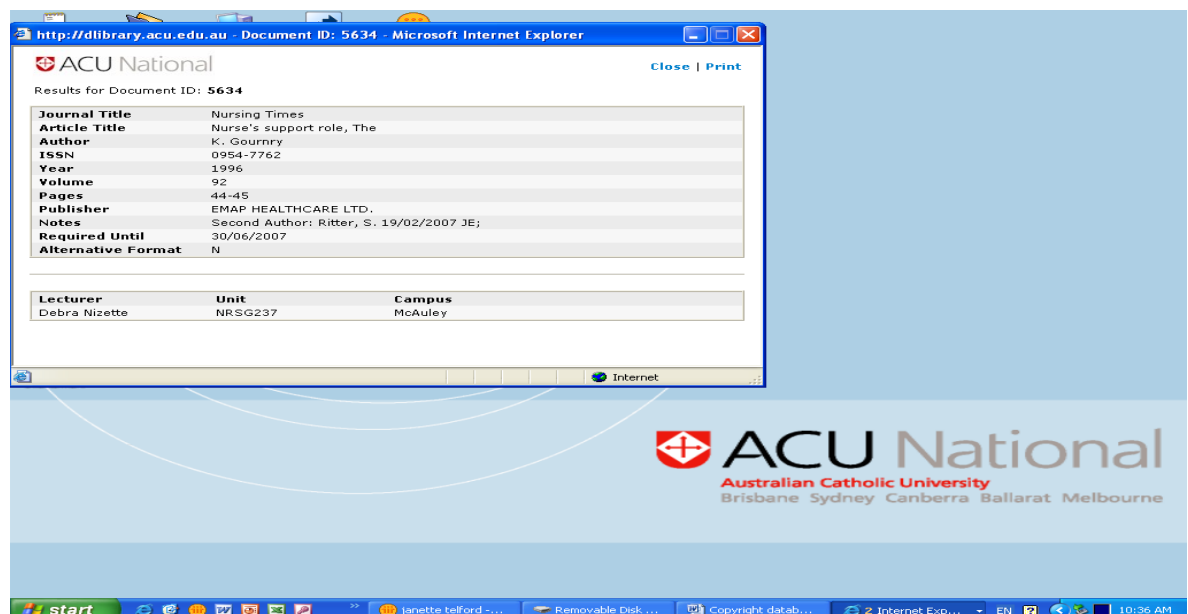 http://dlibrary.acu.edu.au - Document ID: 5634 - Microsoft Internet Explorer
ACU National
Close | Print
Results for Document ID: 5634
Journal Title Nursing Times
Article Title Nurse's support role, The
Author K. Gournry
ISSN 0954-7762
Year 1996
Volume 92
Pages 44-45
Publisher EMAP HEALTHCARE LTD.
Notes Second Author: Ritter, S. 19/02/2007 JE;
Required Until 30/06/2007
Alternative Format N
Lecturer Unit Campus
Debra Nizette NRSG237 McAuley
Internet
ACU National
Australian Catholic University
Brisbane Sydney Canberra Ballarat Melbourne
start janette telford -... Removable Disk ... Copyright datab... 2 Internet Exp... EN 10:36 AM